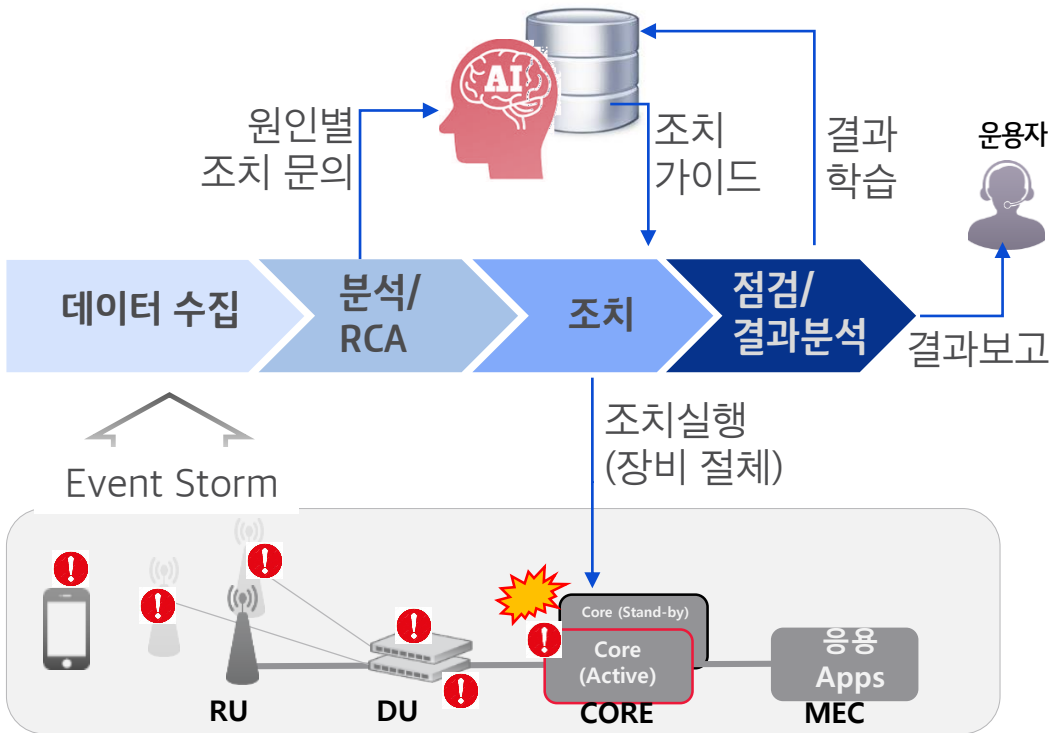 AI
원인별
조치 문의
조치
가이드
결과
학습
운용자
데이터 수집
분석/
RCA
조치
점검/
결과분석
결과보고
조치실행
(장비 절체)
Event Storm
Core (Stand-by)
Core
(Active)
응용
Apps
RU
DU
CORE
MEC